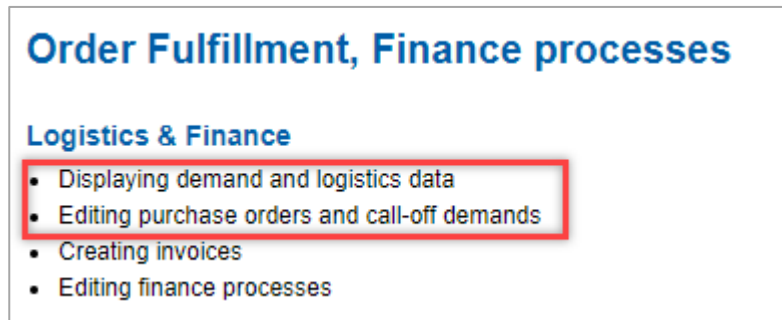 Order Fulfillment, Finance processes
Logistics & Finance
• Displaying demand and logistics data
• Editing purchase orders and call-off demands
• Creating invoices
• Editing finance processes